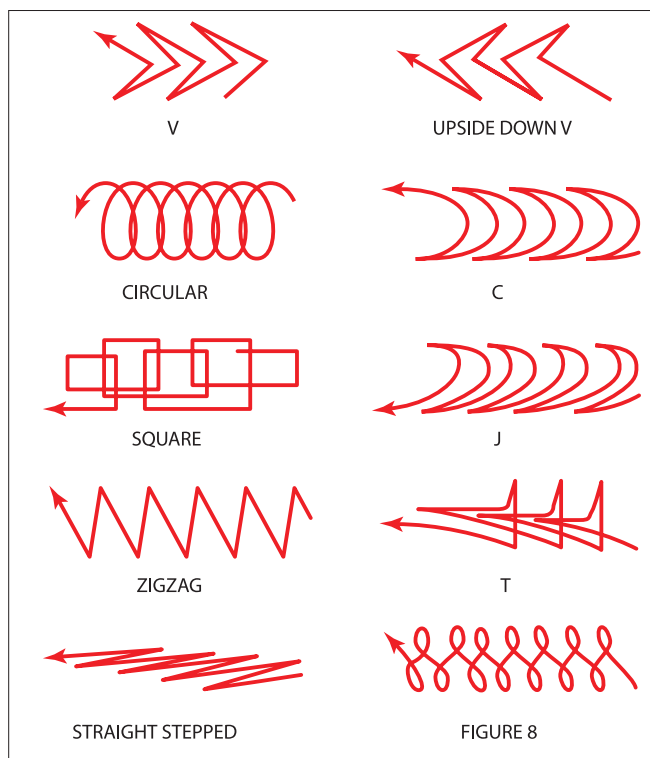 V
UPSIDE DOWN V
CIRCULAR
C
SQUARE
J
ZIGZAG
T
STRAIGHT STEPPED
FIGURE 8